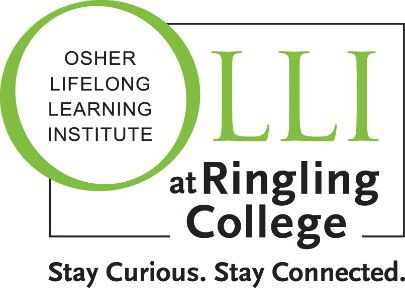 OSHER
LIFELONG
LEARNING
INSTITUTE
OLLI
at Ringling
College
Stay Curious. Stay Connected.